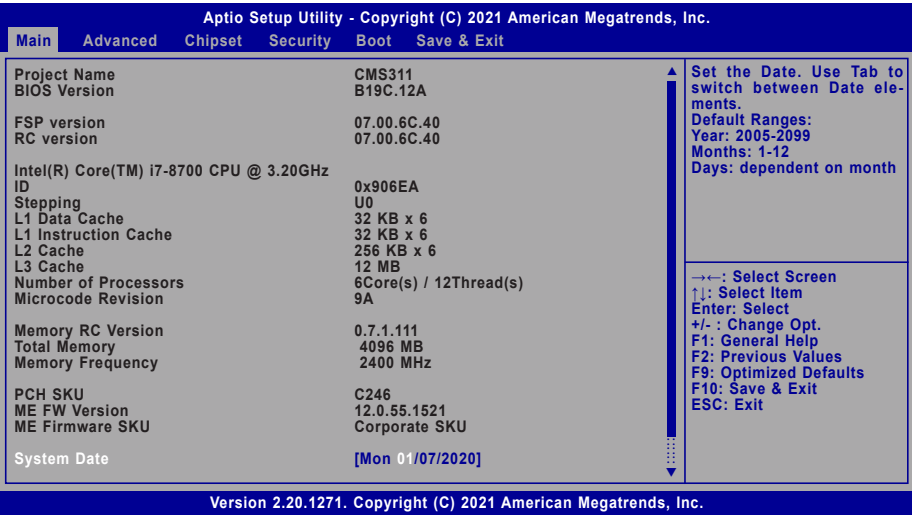 Aptio Setup Utility - Copyright (C) 2021 American Megatrends, Inc.
Main Advanced Chipset Security Boot Save & Exit
Project Name CMS311
BIOS Version B19C.12A
FSP version 07.00.6C.40
RC version 07.00.6C.40
Intel(R) Core(TM) i7-8700 CPU @ 3.20GHz
ID 0x906EA
Stepping U0
L1 Data Cache 32 KB x 6
L1 Instruction Cache 32 KB x 6
L2 Cache 256 KB x 6
L3 Cache 12 MB
Number of Processors 6Core(s) / 12Thread(s)
Microcode Revision 9A
Memory RC Version 0.7.1.111
Total Memory 4096 MB
Memory Frequency 2400 MHz
PCH SKU C246
ME FW Version 12.0.55.1521
ME Firmware SKU Corporate SKU
System Date [Mon 01/07/2020]
Set the Date. Use Tab to
switch between Date ele-
ments.
Default Ranges:
Year: 2005-2099
Months: 1-12
Days: dependent on month
→←: Select Screen
↑↓: Select Item
Enter: Select
+/- : Change Opt.
F1: General Help
F2: Previous Values
F9: Optimized Defaults
F10: Save & Exit
ESC: Exit
Version 2.20.1271. Copyright (C) 2021 American Megatrends, Inc.